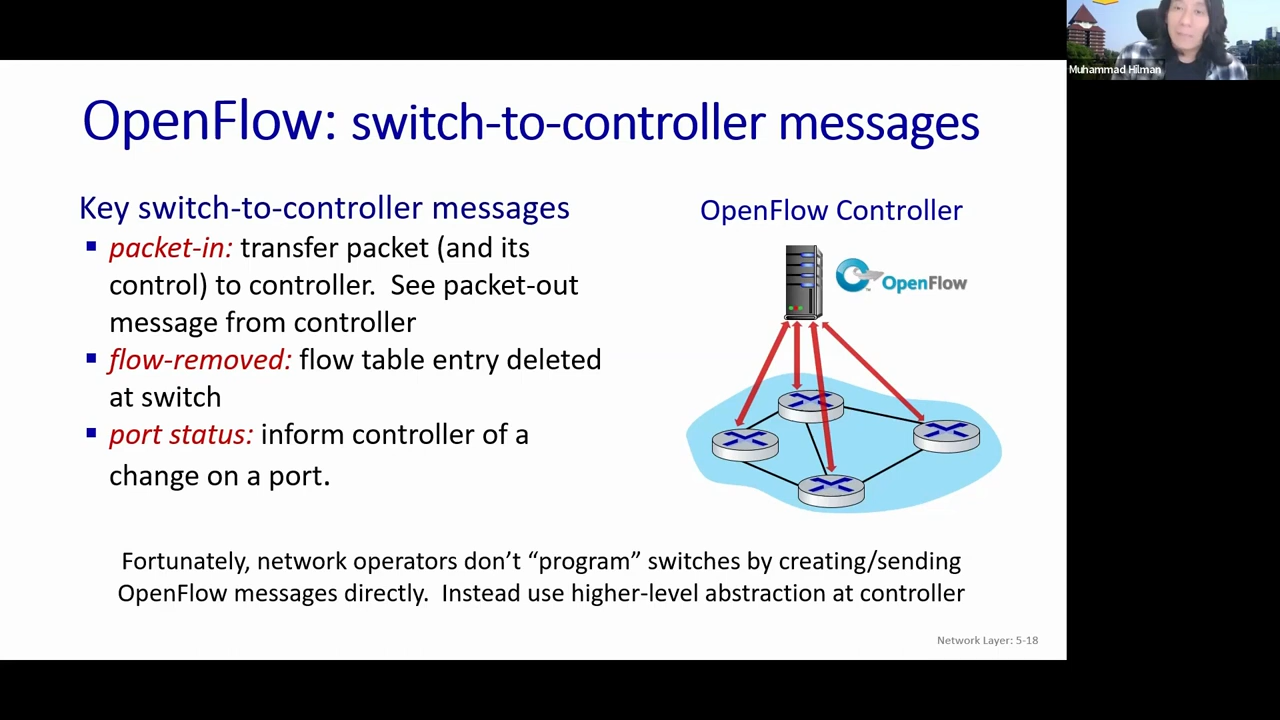 Muhammad Hilman
OpenFlow: switch-to-controller messages
Key switch-to-controller messages
▪ packet-in: transfer packet (and its
control) to controller.  See packet-out
message from controller
▪ flow-removed: flow table entry deleted
at switch
▪ port status: inform controller of a
change on a port.
OpenFlow Controller
OpenFlow
Fortunately, network operators don’t “program” switches by creating/sending
OpenFlow messages directly.  Instead use higher-level abstraction at controller
Network Layer: 5-18